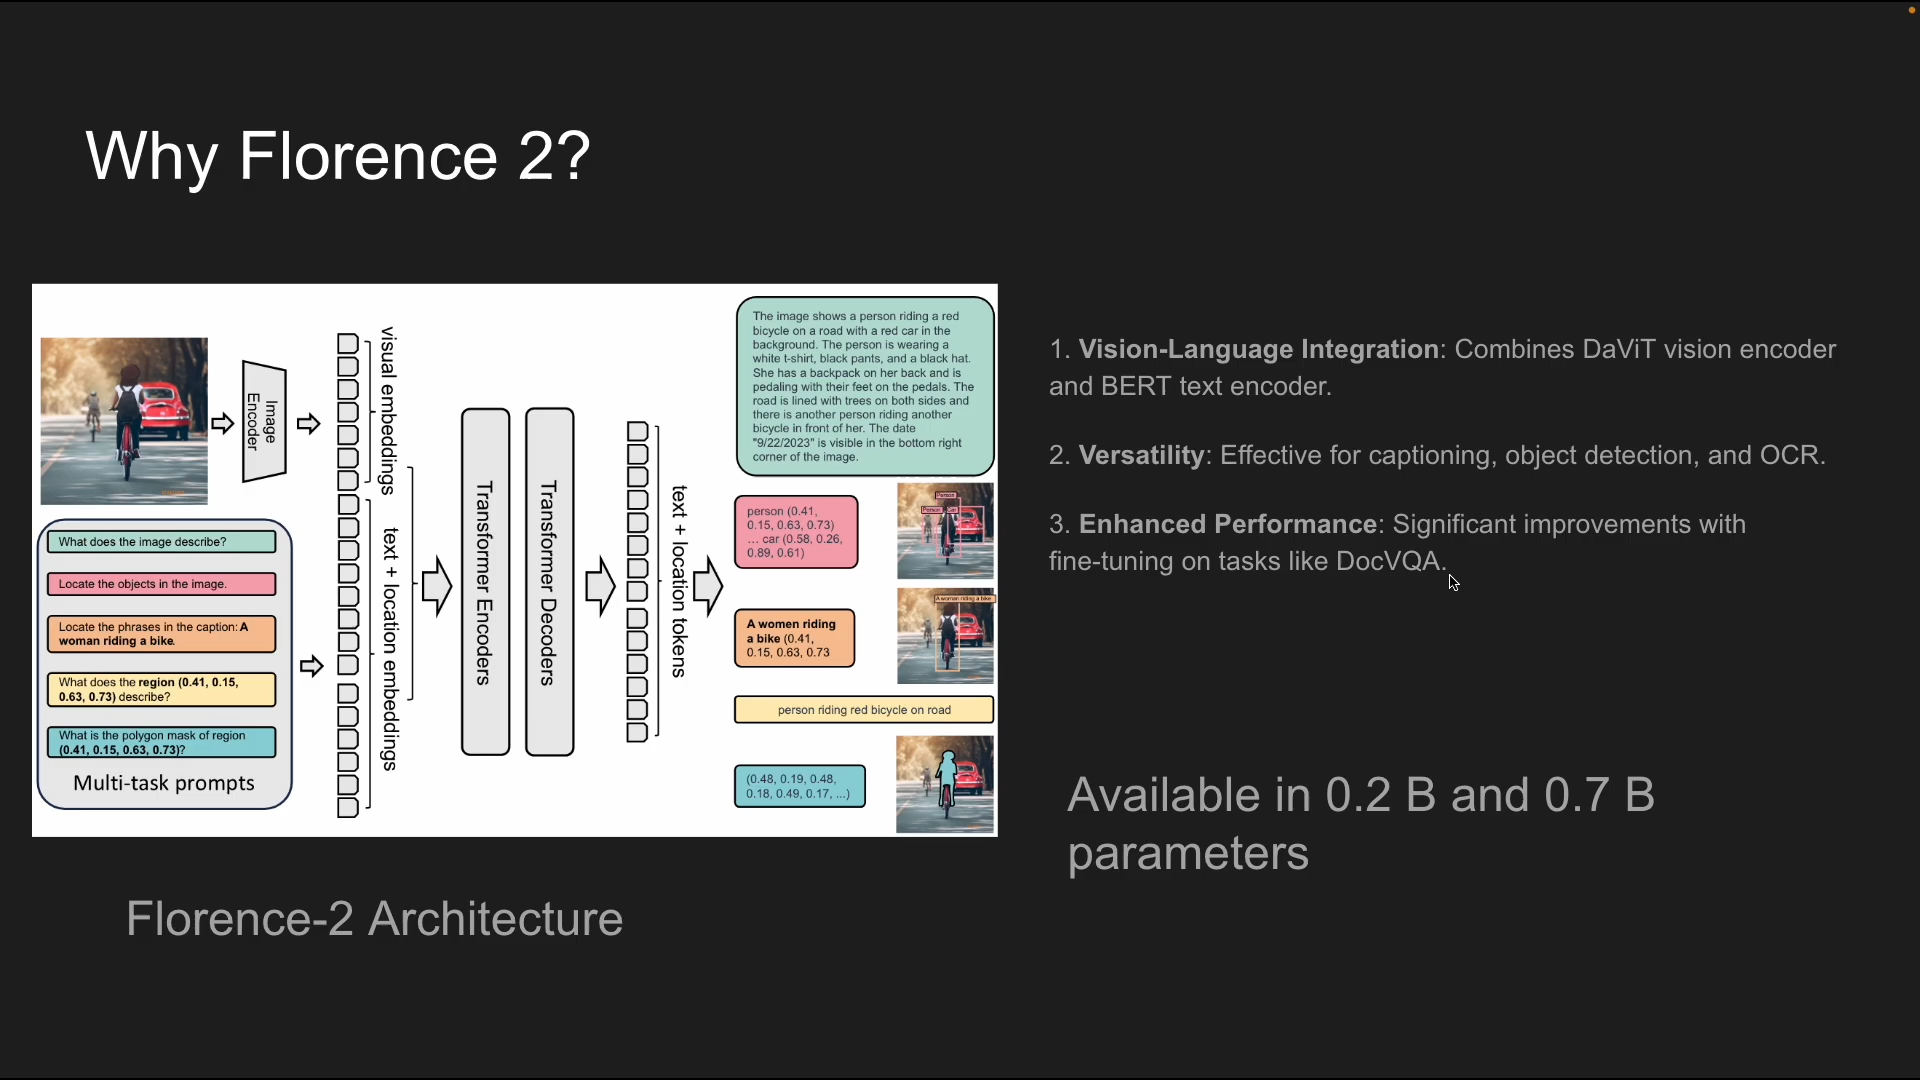 Why Florence 2?
Image
Encoder
visual embeddings
text + location embeddings
What does the image describe?
Locate the objects in the image.
Locate the phrases in the caption: A
woman riding a bike.
What does the region (0.41, 0.15,
0.63, 0.73) describe?
What is the polygon mask of region
(0.41, 0.15, 0.63, 0.73)?
Multi-task prompts
Transformer Encoders
Transformer Decoders
text + location tokens
The image shows a person riding a red
bicycle on a road with a red car in the
background. The person is wearing a
white t-shirt, black pants, and a black hat.
She has a backpack on her back and is
pedaling with their feet on the pedals. The
road is lined with trees on both sides and
there is another person riding another
bicycle in front of her. The date
"9/22/2023" is visible in the bottom right
corner of the image.
person (0.41,
0.15, 0.63, 0.73)
... car (0.58, 0.26,
0.89, 0.61)
Person
Person
A women riding
a bike (0.41,
0.15, 0.63, 0.73
A woman riding a bike
person riding red bicycle on road
(0.48, 0.19, 0.48,
0.18, 0.49, 0.17, ...)
Florence-2 Architecture
1. Vision-Language Integration: Combines DaViT vision encoder
and BERT text encoder.
2. Versatility: Effective for captioning, object detection, and OCR.
3. Enhanced Performance: Significant improvements with
fine-tuning on tasks like DocVQA.
Available in 0.2 B and 0.7 B
parameters